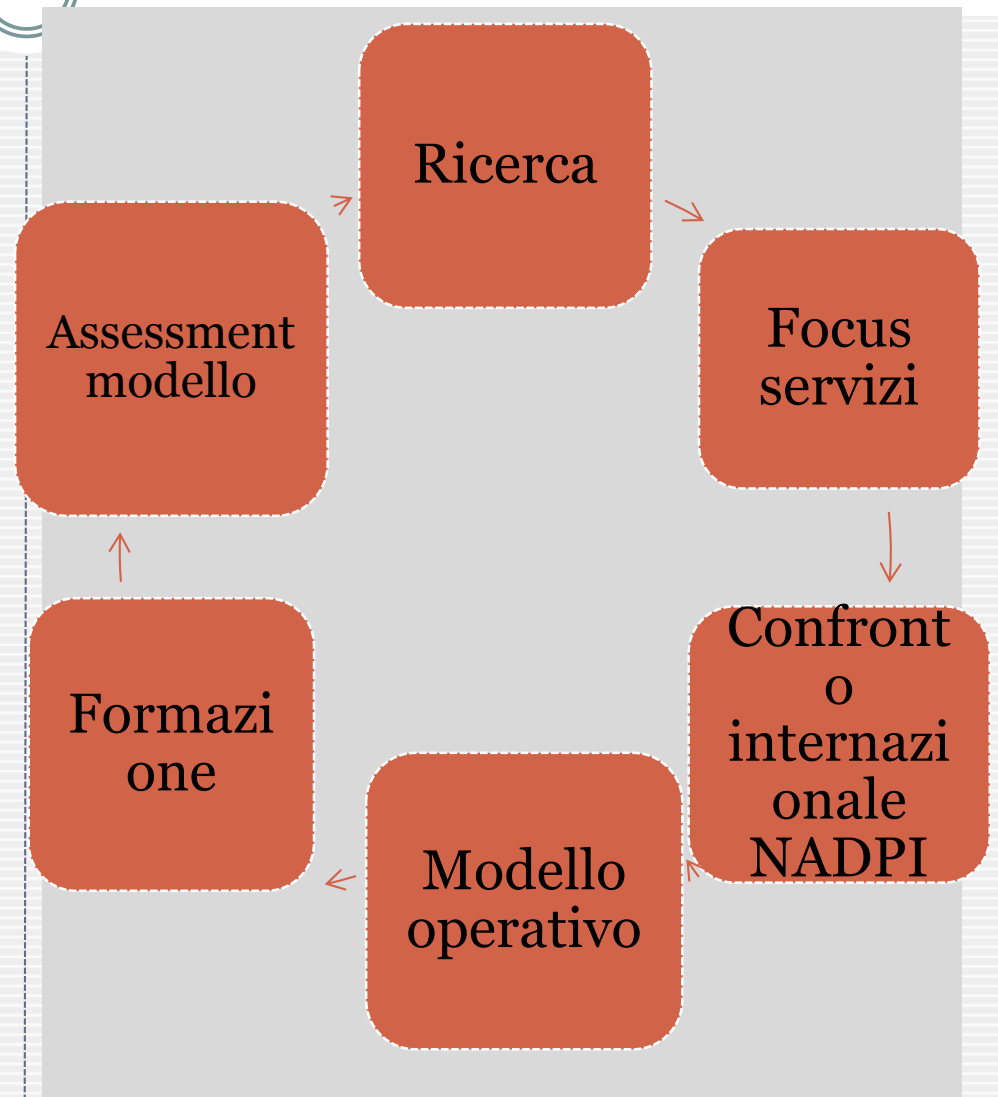 Ricerca
Focus
servizi
Confront
o
internazi
onale
NADPI
Modello
operativo
Formazi
one
Assessment
modello